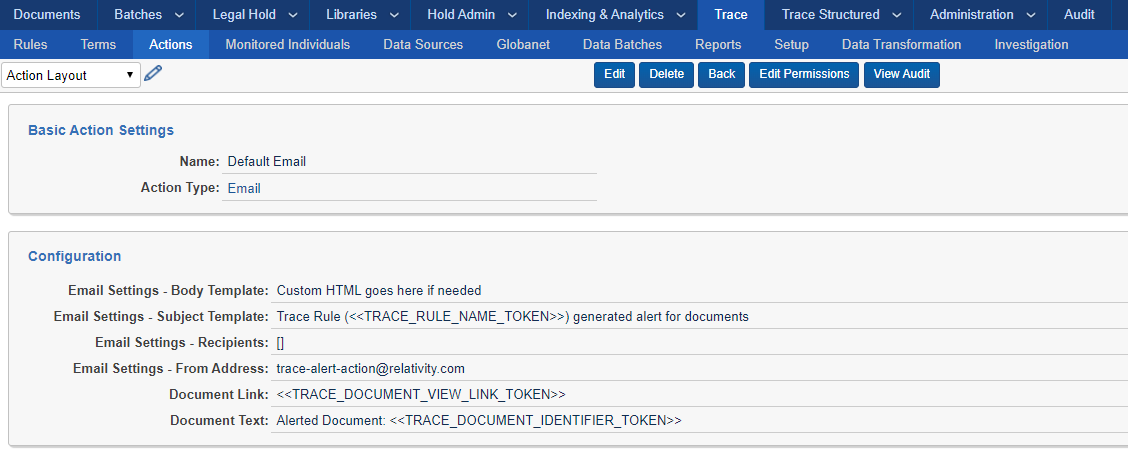 Documents Batches Legal Hold Libraries Hold Admin Indexing & Analytics Trace Trace Structured Administration Audit
Rules Terms Actions Monitored Individuals Data Sources Globanet Data Batches Reports Setup Data Transformation Investigation
Action Layout Edit Delete Back Edit Permissions View Audit
Basic Action Settings
Name: Default Email
Action Type: Email
Configuration
Email Settings - Body Template: Custom HTML goes here if needed
Email Settings - Subject Template: Trace Rule (<<TRACE_RULE_NAME_TOKEN>>) generated alert for documents
Email Settings - Recipients: []
Email Settings - From Address: trace-alert-action@relativity.com
Document Link: <<TRACE_DOCUMENT_VIEW_LINK_TOKEN>>
Document Text: Alerted Document: <<TRACE_DOCUMENT_IDENTIFIER_TOKEN>>